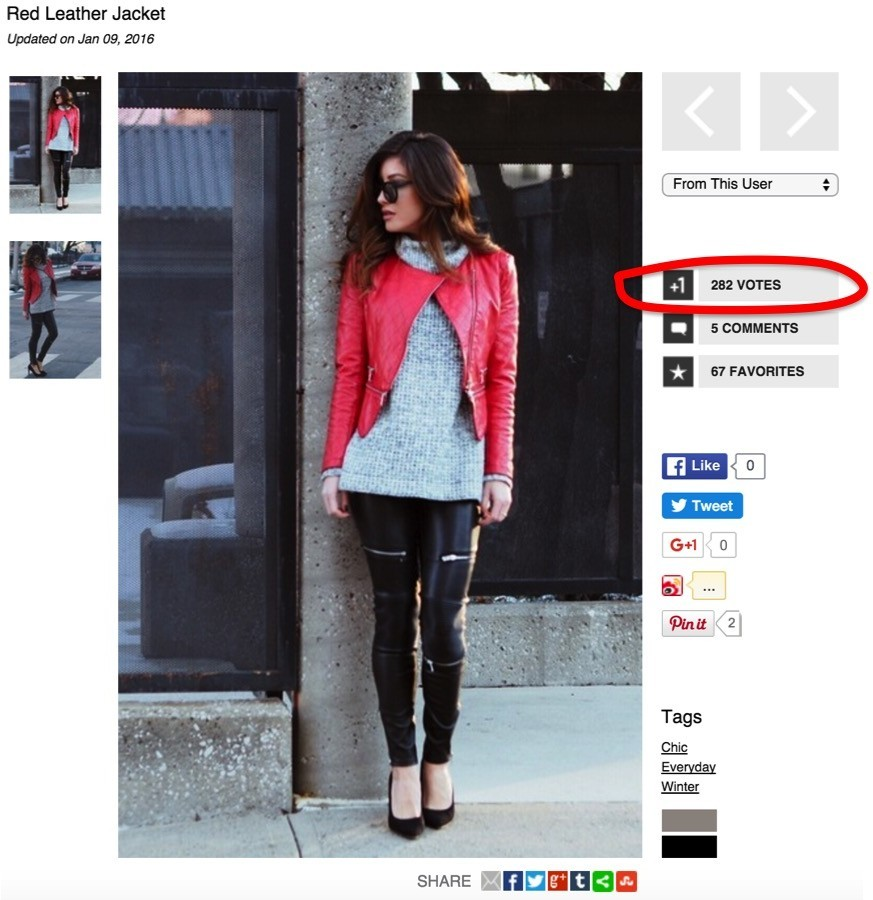 Red Leather Jacket
Updated on Jan 09, 2016
From This User
+1 282 VOTES
5 COMMENTS
67 FAVORITES
Like 0
Tweet
G+1 0
...
Pin it 2
Tags
Chic
Everyday
Winter
SHARE